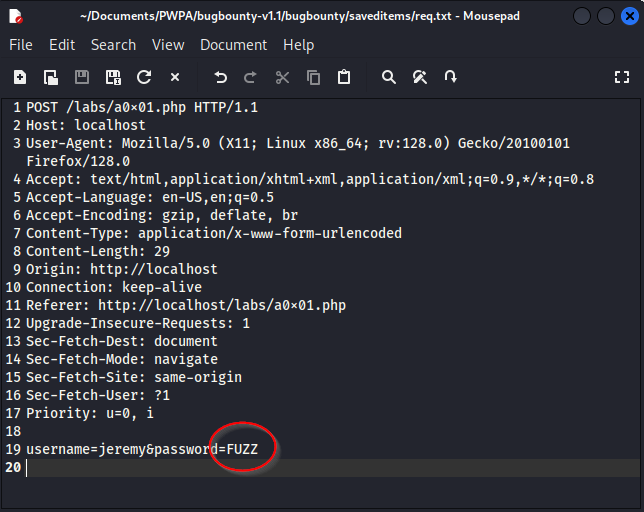 ~/Documents/PWPA/bugbounty-v1.1/bugbounty/saveditems/req.txt - Mousepad
File Edit Search View Document Help
1 POST /labs/a0×01.php HTTP/1.1
2 Host: localhost
3 User-Agent: Mozilla/5.0 (X11; Linux x86_64; rv:128.0) Gecko/20100101
Firefox/128.0
4 Accept: text/html,application/xhtml+xml,application/xml;q=0.9,*/*;q=0.8
5 Accept-Language: en-US,en;q=0.5
6 Accept-Encoding: gzip, deflate, br
7 Content-Type: application/x-www-form-urlencoded
8 Content-Length: 29
9 Origin: http://localhost
10 Connection: keep-alive
11 Referer: http://localhost/labs/a0×01.php
12 Upgrade-Insecure-Requests: 1
13 Sec-Fetch-Dest: document
14 Sec-Fetch-Mode: navigate
15 Sec-Fetch-Site: same-origin
16 Sec-Fetch-User: ?1
17 Priority: u=0, i
18
19 username=jeremy&password=FUZZ
20